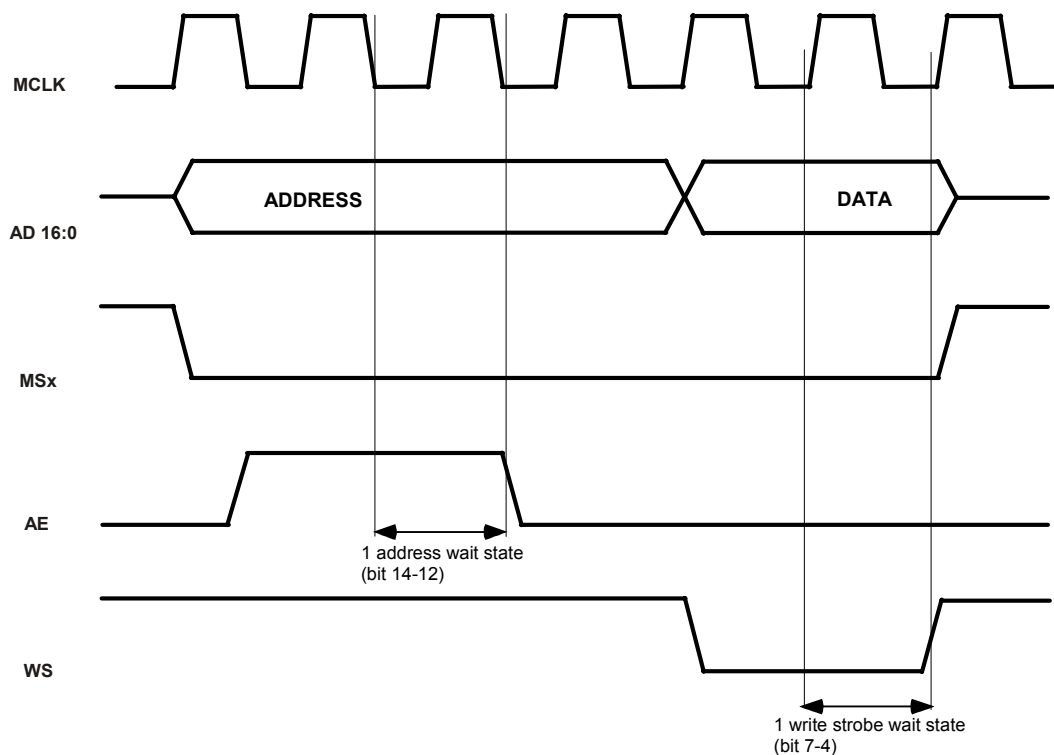 MCLK
ADDRESS
DATA
AD 16:0
MSx
AE
1 address wait state
(bit 14-12)
WS
1 write strobe wait state
(bit 7-4)